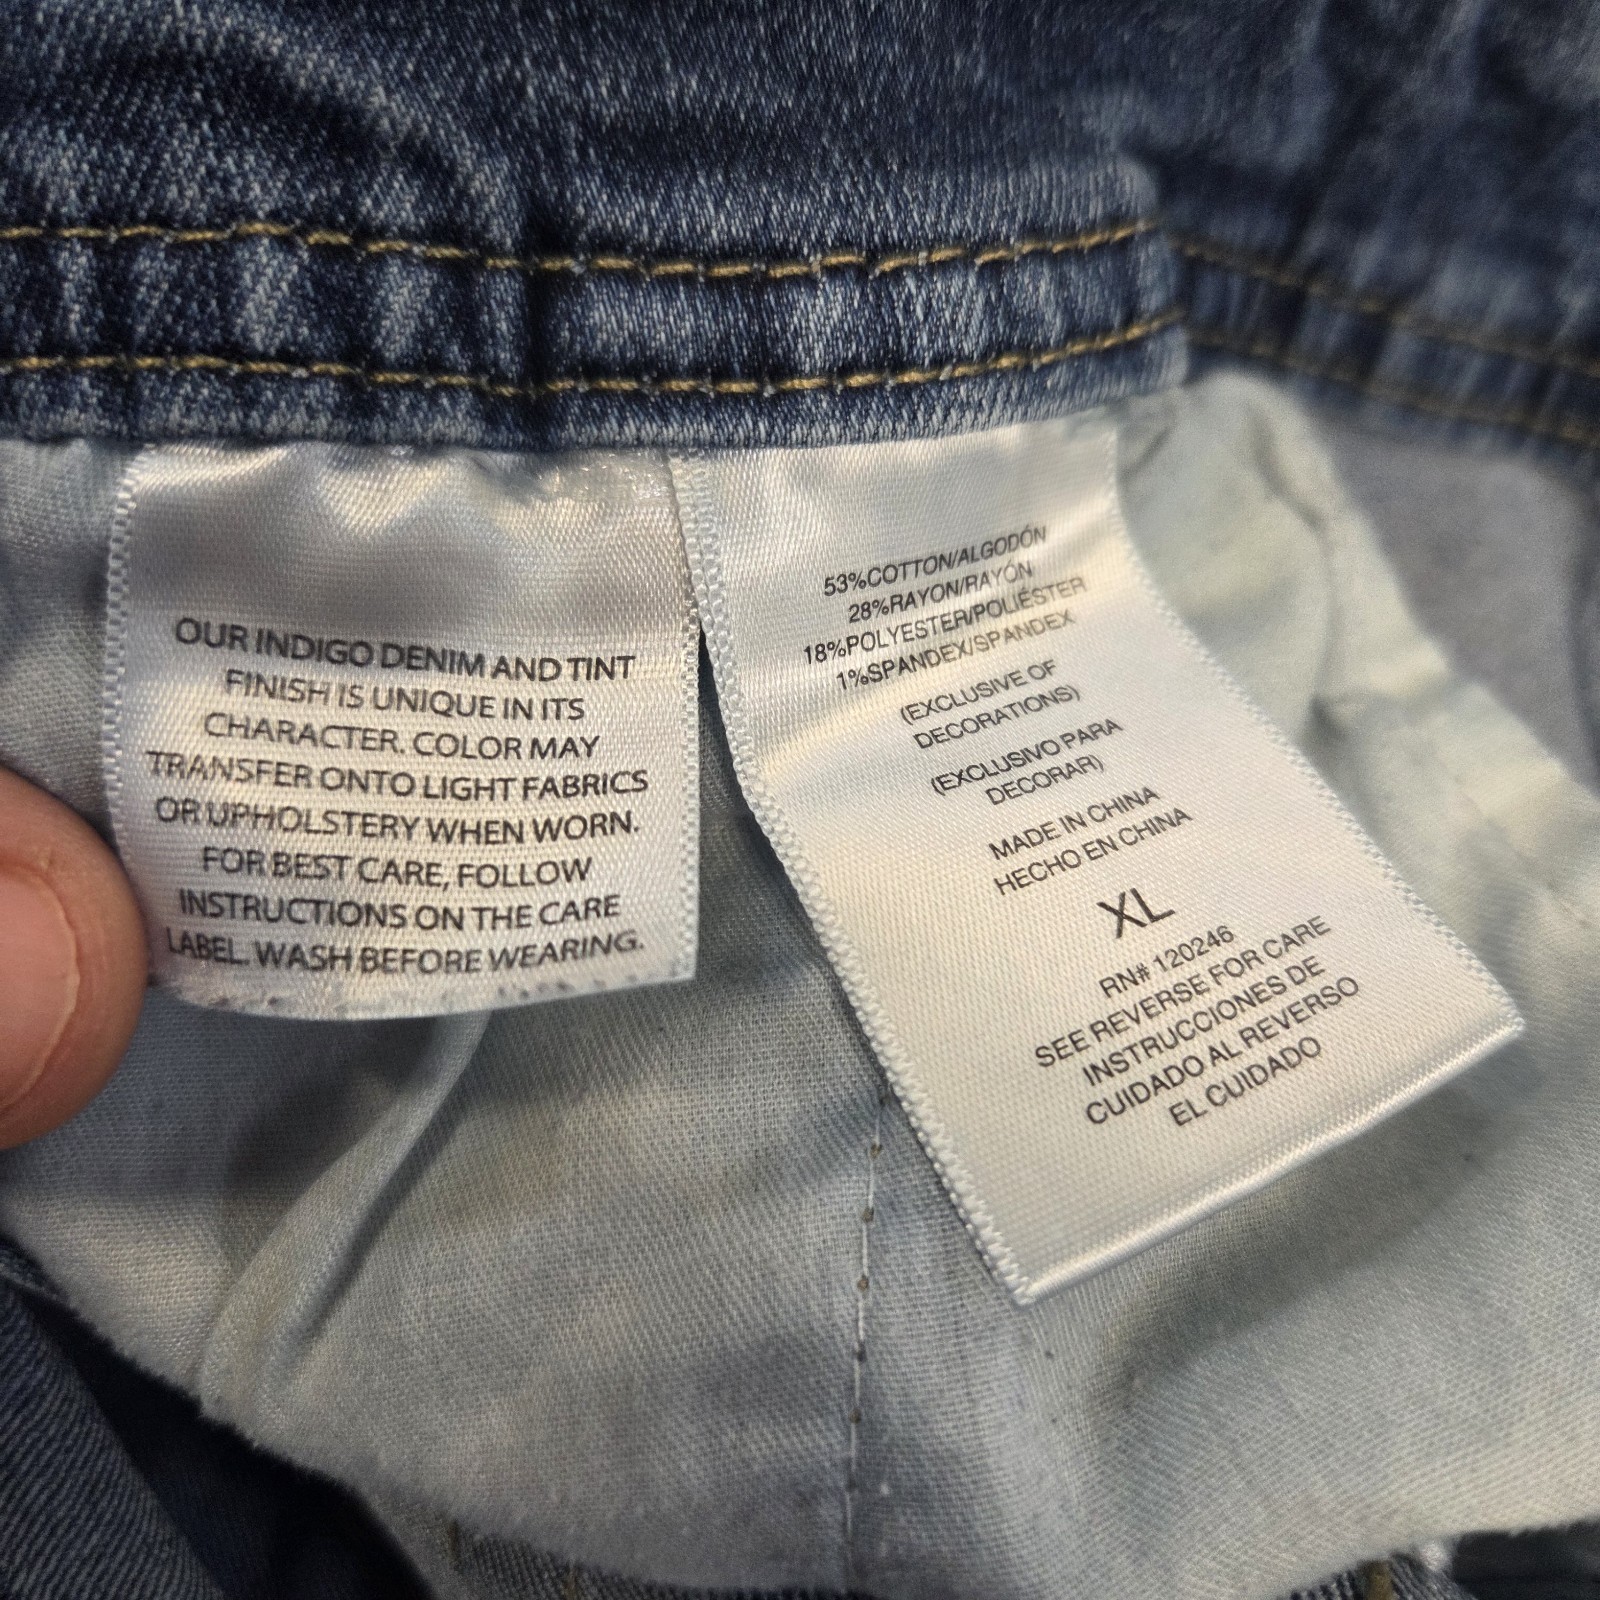 OUR INDIGO DENIM AND TINT
FINISH IS UNIQUE IN ITS
CHARACTER. COLOR MAY
TRANSFER ONTO LIGHT FABRICS
OR UPHOLSTERY WHEN WORN.
FOR BEST CARE, FOLLOW
INSTRUCTIONS ON THE CARE
LABEL. WASH BEFORE WEARING.
53%COTTON/ALGODÓN
28%RAYON/RAYÓN
18%POLYESTER/POLIÉSTER
1%SPANDEX/SPANDEX
(EXCLUSIVE OF
DECORATIONS)
(EXCLUSIVO PARA
DECORAR)
MADE IN CHINA
HECHO EN CHINA
XL
RN# 120246
SEE REVERSE FOR CARE
INSTRUCCIONES DE
CUIDADO AL REVERSO
EL CUIDADO